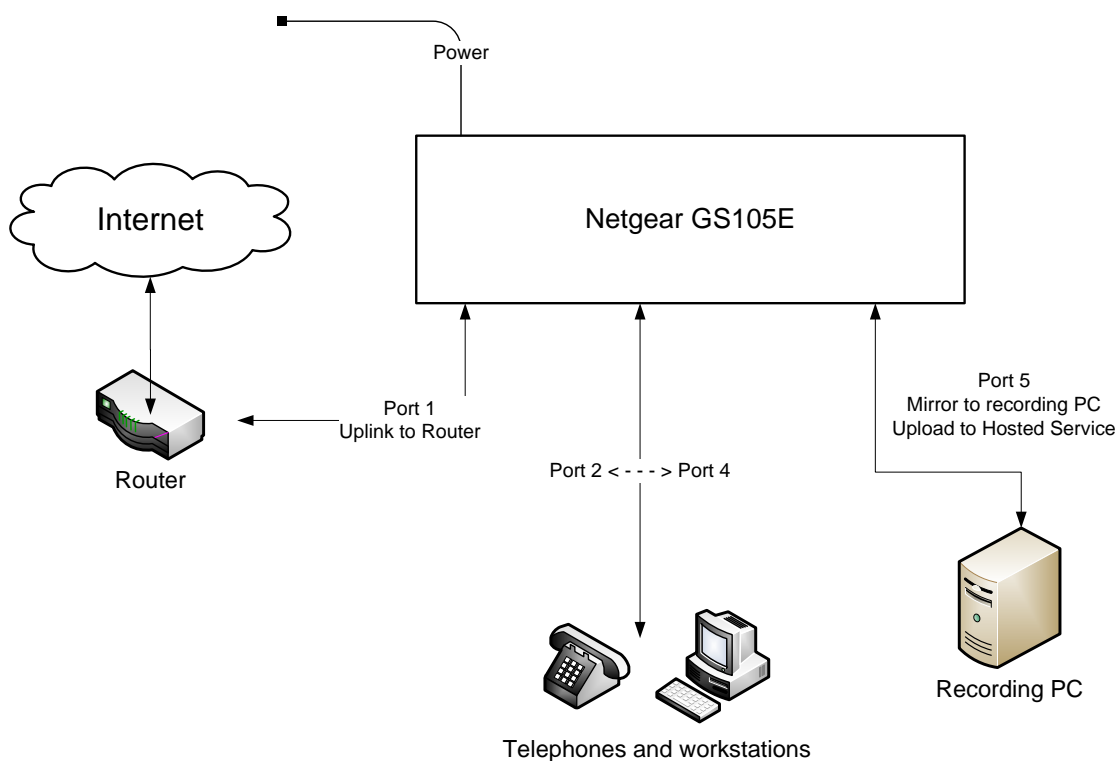 Power
Internet
Netgear GS105E
Port 1
Uplink to Router
Port 5
Mirror to recording PC
Upload to Hosted Service
Router
Port 2 < - - - > Port 4
Recording PC
Telephones and workstations